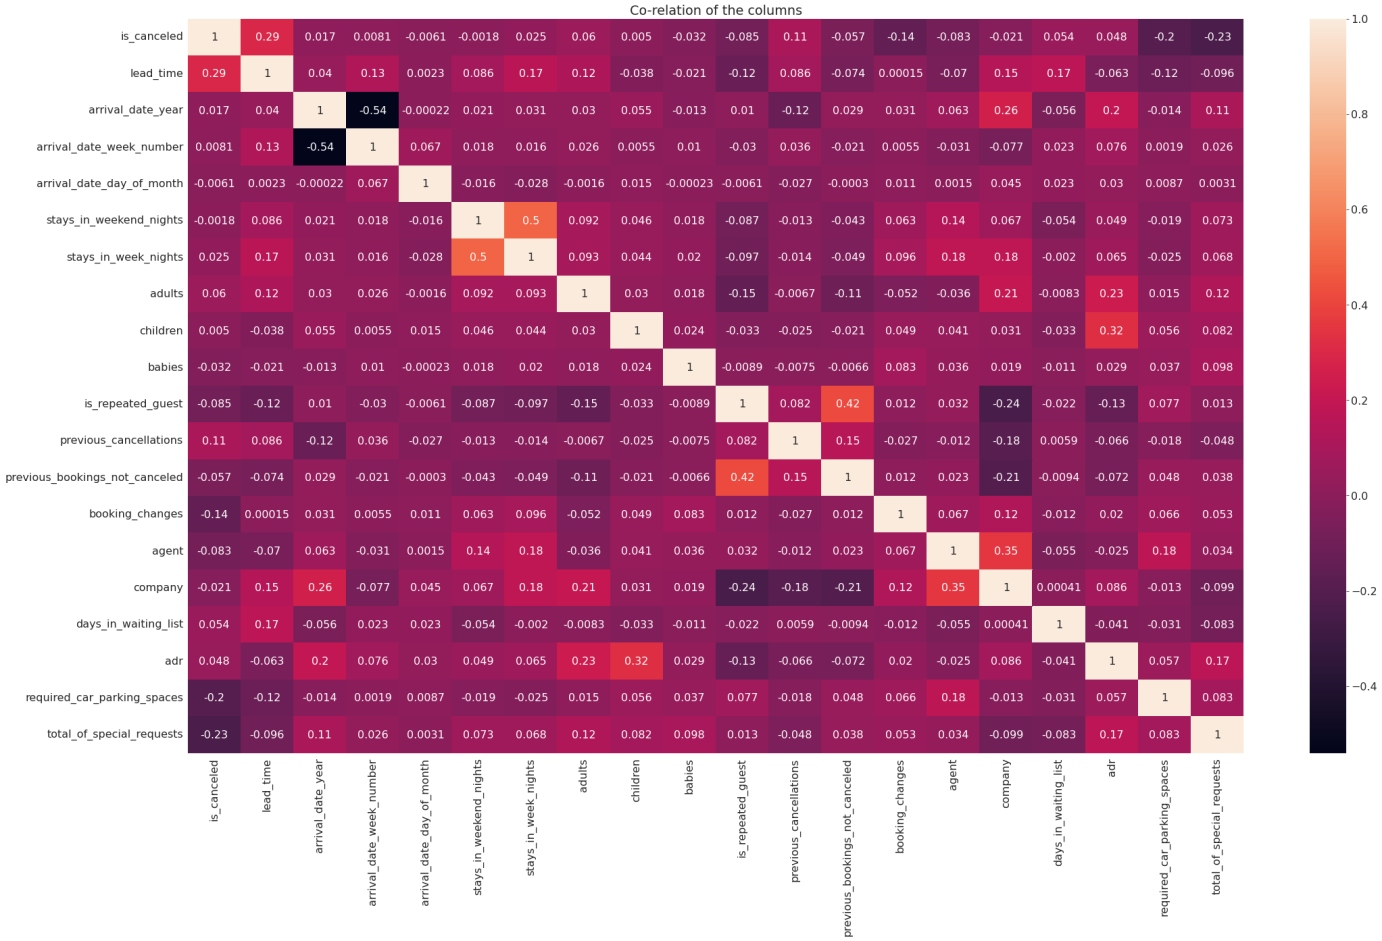 Co-relation of the columns
is_canceled 1 0.29 0.017 0.0081 -0.0061 -0.0018 0.025 0.06 0.005 -0.032 -0.085 0.11 -0.057 -0.14 -0.083 -0.021 0.054 0.048 -0.2 -0.23
lead_time 0.29 1 0.04 0.13 0.0023 0.086 0.17 0.12 -0.038 -0.021 -0.12 0.086 -0.074 0.00015 -0.07 0.15 0.17 -0.063 -0.12 -0.096
arrival_date_year 0.017 0.04 1 -0.54 -0.00022 0.021 0.031 0.03 0.055 -0.013 0.01 -0.12 0.029 0.031 0.063 0.26 -0.056 0.2 -0.014 0.11
arrival_date_week_number 0.0081 0.13 -0.54 1 0.067 0.018 0.016 0.026 0.0055 0.01 -0.03 0.036 -0.021 0.0055 -0.031 -0.077 0.023 0.076 0.0019 0.026
arrival_date_day_of_month -0.0061 0.0023 -0.00022 0.067 1 -0.016 -0.028 -0.0016 0.015 -0.00023 -0.0061 -0.027 -0.0003 0.011 0.0015 0.045 0.023 0.03 0.0087 0.0031
stays_in_weekend_nights -0.0018 0.086 0.021 0.018 -0.016 1 0.5 0.092 0.046 0.018 -0.087 -0.013 -0.043 0.063 0.14 0.067 -0.054 0.049 -0.019 0.073
stays_in_week_nights 0.025 0.17 0.031 0.016 -0.028 0.5 1 0.093 0.044 0.02 -0.097 -0.014 -0.049 0.096 0.18 0.18 -0.002 0.065 -0.025 0.068
adults 0.06 0.12 0.03 0.026 -0.0016 0.092 0.093 1 0.03 0.018 -0.15 -0.0067 -0.11 -0.052 -0.036 0.21 -0.0083 0.23 0.015 0.12
children 0.005 -0.038 0.055 0.0055 0.015 0.046 0.044 0.03 1 0.024 -0.033 -0.025 -0.021 0.049 0.041 0.031 -0.033 0.32 0.056 0.082
babies -0.032 -0.021 -0.013 0.01 -0.00023 0.018 0.02 0.018 0.024 1 -0.0089 -0.0075 -0.0066 0.083 0.036 0.019 -0.011 0.029 0.037 0.098
is_repeated_guest -0.085 -0.12 0.01 -0.03 -0.0061 -0.087 -0.097 -0.15 -0.033 -0.0089 1 0.082 0.42 0.012 0.032 -0.24 -0.022 -0.13 0.077 0.013
previous_cancellations 0.11 0.086 -0.12 0.036 -0.027 -0.013 -0.014 -0.0067 -0.025 -0.0075 0.082 1 0.15 -0.027 -0.012 -0.18 0.0059 -0.066 -0.018 -0.048
previous_bookings_not_canceled -0.057 -0.074 0.029 -0.021 -0.0003 -0.043 -0.049 -0.11 -0.021 -0.0066 0.42 0.15 1 0.012 0.023 -0.21 -0.0094 -0.072 0.048 0.038
booking_changes -0.14 0.00015 0.031 0.0055 0.011 0.063 0.096 -0.052 0.049 0.083 0.012 -0.027 0.012 1 0.067 0.12 -0.012 0.02 0.066 0.053
agent -0.083 -0.07 0.063 -0.031 0.0015 0.14 0.18 -0.036 0.041 0.036 0.032 -0.012 0.023 0.067 1 0.35 -0.055 -0.025 0.18 0.034
company -0.021 0.15 0.26 -0.077 0.045 0.067 0.18 0.21 0.031 0.019 -0.24 -0.18 -0.21 0.12 0.35 1 0.00041 0.086 -0.013 -0.099
days_in_waiting_list 0.054 0.17 -0.056 0.023 0.023 -0.054 -0.002 -0.0083 -0.033 -0.011 -0.022 0.0059 -0.0094 -0.012 -0.055 0.00041 1 -0.041 -0.031 -0.083
adr 0.048 -0.063 0.2 0.076 0.03 0.049 0.065 0.23 0.32 0.029 -0.13 -0.066 -0.072 0.02 -0.025 0.086 -0.041 1 0.057 0.17
required_car_parking_spaces -0.2 -0.12 -0.014 0.0019 0.0087 -0.019 -0.025 0.015 0.056 0.037 0.077 -0.018 0.048 0.066 0.18 -0.013 -0.031 0.057 1 0.083
total_of_special_requests -0.23 -0.096 0.11 0.026 0.0031 0.073 0.068 0.12 0.082 0.098 0.013 -0.048 0.038 0.053 0.034 -0.099 -0.083 0.17 0.083 1
is_canceled
lead_time
arrival_date_year
arrival_date_week_number
arrival_date_day_of_month
stays_in_weekend_nights
stays_in_week_nights
adults
children
babies
is_repeated_guest
previous_cancellations
previous_bookings_not_canceled
booking_changes
agent
company
days_in_waiting_list
adr
required_car_parking_spaces
total_of_special_requests
1.0
0.8
0.6
0.4
0.2
0.0
−0.2
−0.4